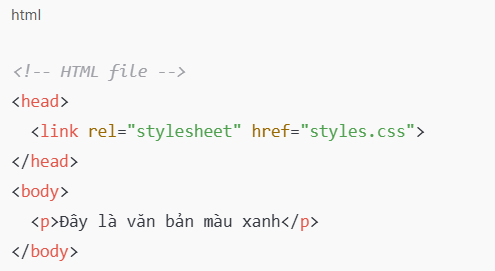 html
<!-- HTML file -->
<head>
<link rel="stylesheet" href="styles.css">
</head>
<body>
<p>Đây là văn bản màu xanh</p>
</body>